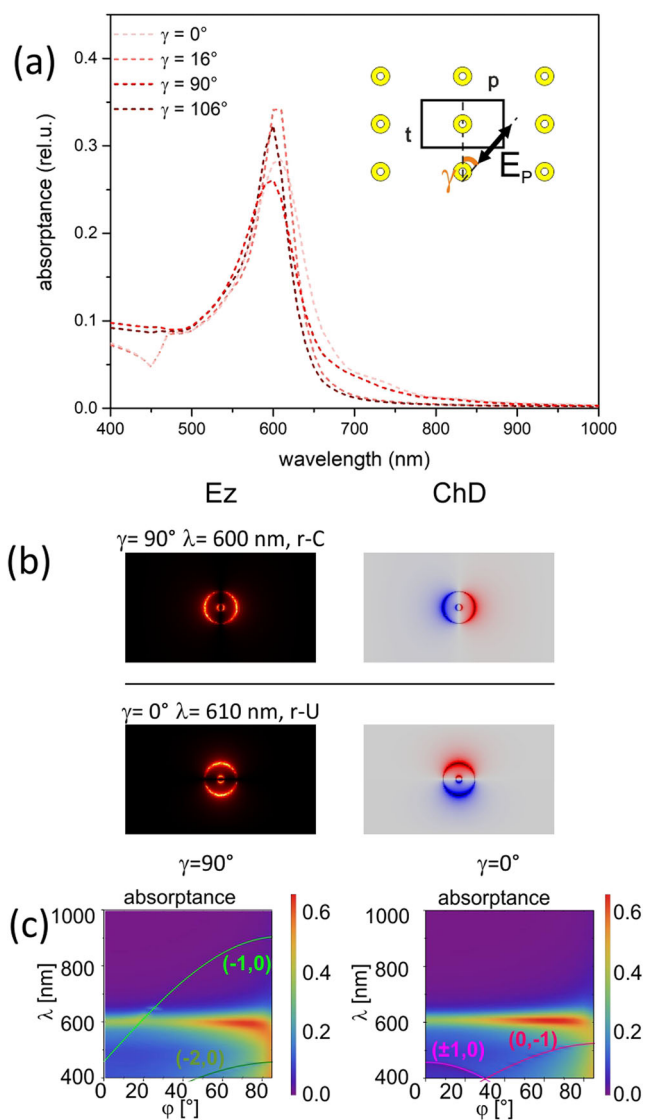 (a)
γ = 0°
γ = 16°
γ = 90°
γ = 106°
p
t
γ
E_P
absorptance (rel.u.)
0.4
0.3
0.2
0.1
0.0
400 500 600 700 800 900 1000
wavelength (nm)
Ez ChD
(b)
γ= 90° λ= 600 nm, r-C
γ= 0° λ= 610 nm, r-U
γ=90° γ=0°
(c)
absorptance
1000
800
600
400
λ [nm]
(-1,0)
(-2,0)
0 20 40 60 80
φ [°]
0.6
0.4
0.2
0.0
absorptance
1000
800
600
400
λ [nm]
(±1,0)
(0,-1)
0 20 40 60 80
φ [°]
0.6
0.4
0.2
0.0